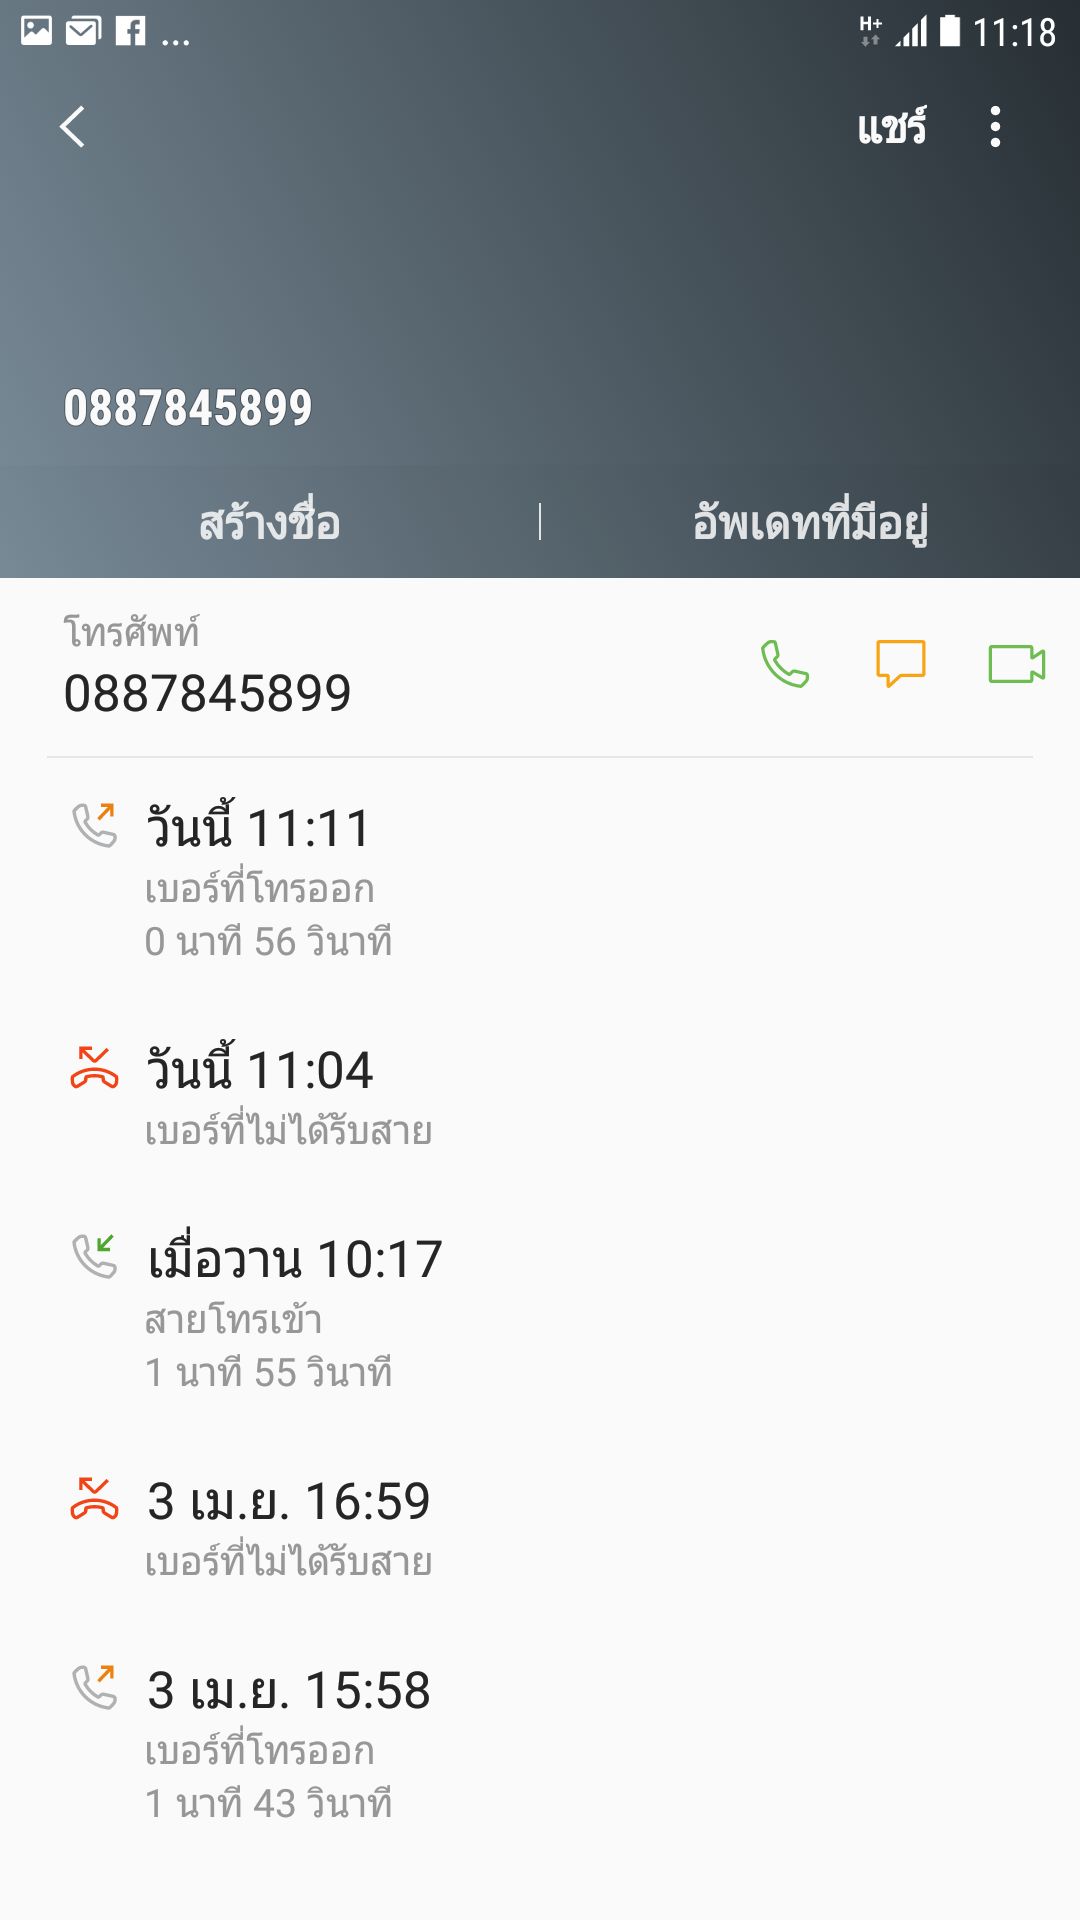 ... H+ 11:18
แชร์
0887845899
สร้างชื่อ อัพเดทที่มีอยู่
โทรศัพท์
0887845899
วันนี้ 11:11
เบอร์ที่โทรออก
0 นาที 56 วินาที
วันนี้ 11:04
เบอร์ที่ไม่ได้รับสาย
เมื่อวาน 10:17
สายโทรเข้า
1 นาที 55 วินาที
3 เม.ย. 16:59
เบอร์ที่ไม่ได้รับสาย
3 เม.ย. 15:58
เบอร์ที่โทรออก
1 นาที 43 วินาที